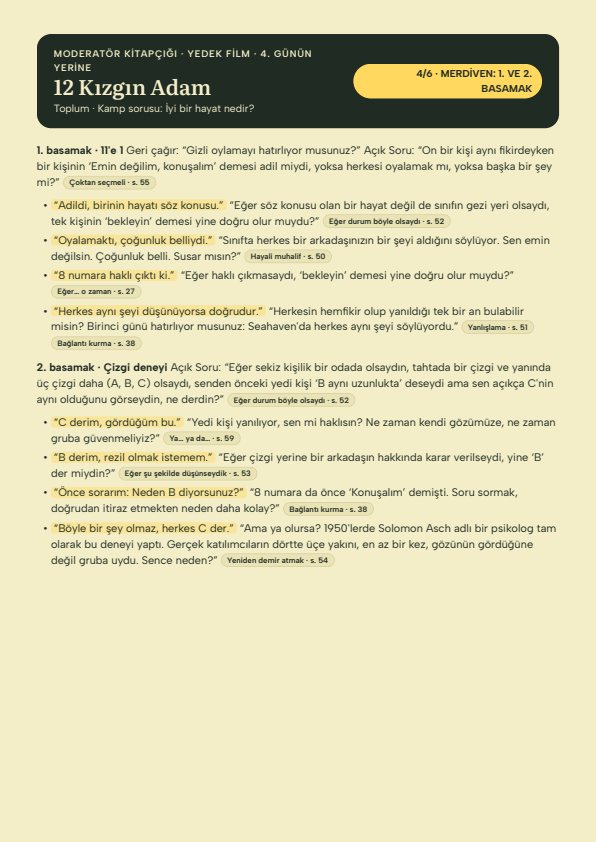 MODERATÖR KİTAPÇIĞI · YEDEK FİLM · 4. GÜNÜN
YERİNE
12 Kızgın Adam
Toplum · Kamp sorusu: İyi bir hayat nedir?
4/6 · MERDİVEN: 1. VE 2.
BASAMAK
1. basamak · 11'e 1 Geri çağır: “Gizli oylamayı hatırlıyor musunuz?” Açık Soru: “On bir kişi aynı fikirdeyken
bir kişinin ‘Emin değilim, konuşalım’ demesi adil miydi, yoksa herkesi oyalamak mı, yoksa başka bir şey
mi?” Çoktan seçmeli · s. 55
• “Adildi, birinin hayatı söz konusu.” “Eğer söz konusu olan bir hayat değil de sınıfın gezi yeri olsaydı,
tek kişinin ‘bekleyin’ demesi yine doğru olur muydu?” Eğer durum böyle olsaydı · s. 52
• “Oyalamaktı, çoğunluk belliydi.” “Sınıfta herkes bir arkadaşınızın bir şeyi aldığını söylüyor. Sen emin
değilsin. Çoğunluk belli. Susar mısın?” Hayali muhalif · s. 50
• “8 numara haklı çıktı ki.” “Eğer haklı çıkmasaydı, ‘bekleyin’ demesi yine doğru olur muydu?”
Eğer… o zaman · s. 27
• “Herkes aynı şeyi düşünüyorsa doğrudur.” “Herkesin hemfikir olup yanıldığı tek bir an bulabilir
misin? Birinci günü hatırlıyor musunuz: Seahaven'da herkes aynı şeyi söylüyordu.” Yanlışlama · s. 51
Bağlantı kurma · s. 38
2. basamak · Çizgi deneyi Açık Soru: “Eğer sekiz kişilik bir odada olsaydın, tahtada bir çizgi ve yanında
üç çizgi daha (A, B, C) olsaydı, senden önceki yedi kişi ‘B aynı uzunlukta’ deseydi ama sen açıkça C'nin
aynı olduğunu görseydin, ne derdin?” Eğer durum böyle olsaydı · s. 52
• “C derim, gördüğüm bu.” “Yedi kişi yanılıyor, sen mi haklısın? Ne zaman kendi gözümüze, ne zaman
gruba güvenmeliyiz?” Ya… ya da… · s. 59
• “B derim, rezil olmak istemem.” “Eğer çizgi yerine bir arkadaşın hakkında karar verilseydi, yine ‘B’
der miydin?” Eğer şu şekilde düşünseydik · s. 53
• “Önce sorarım: Neden B diyorsunuz?” “8 numara da önce ‘Konuşalım’ demişti. Soru sormak,
doğrudan itiraz etmekten neden daha kolay?” Bağlantı kurma · s. 38
• “Böyle bir şey olmaz, herkes C der.” “Ama ya olursa? 1950'lerde Solomon Asch adlı bir psikolog tam
olarak bu deneyi yaptı. Gerçek katılımcıların dörtte üçe yakını, en az bir kez, gözünün gördüğüne
değil gruba uydu. Sence neden?” Yeniden demir atmak · s. 54